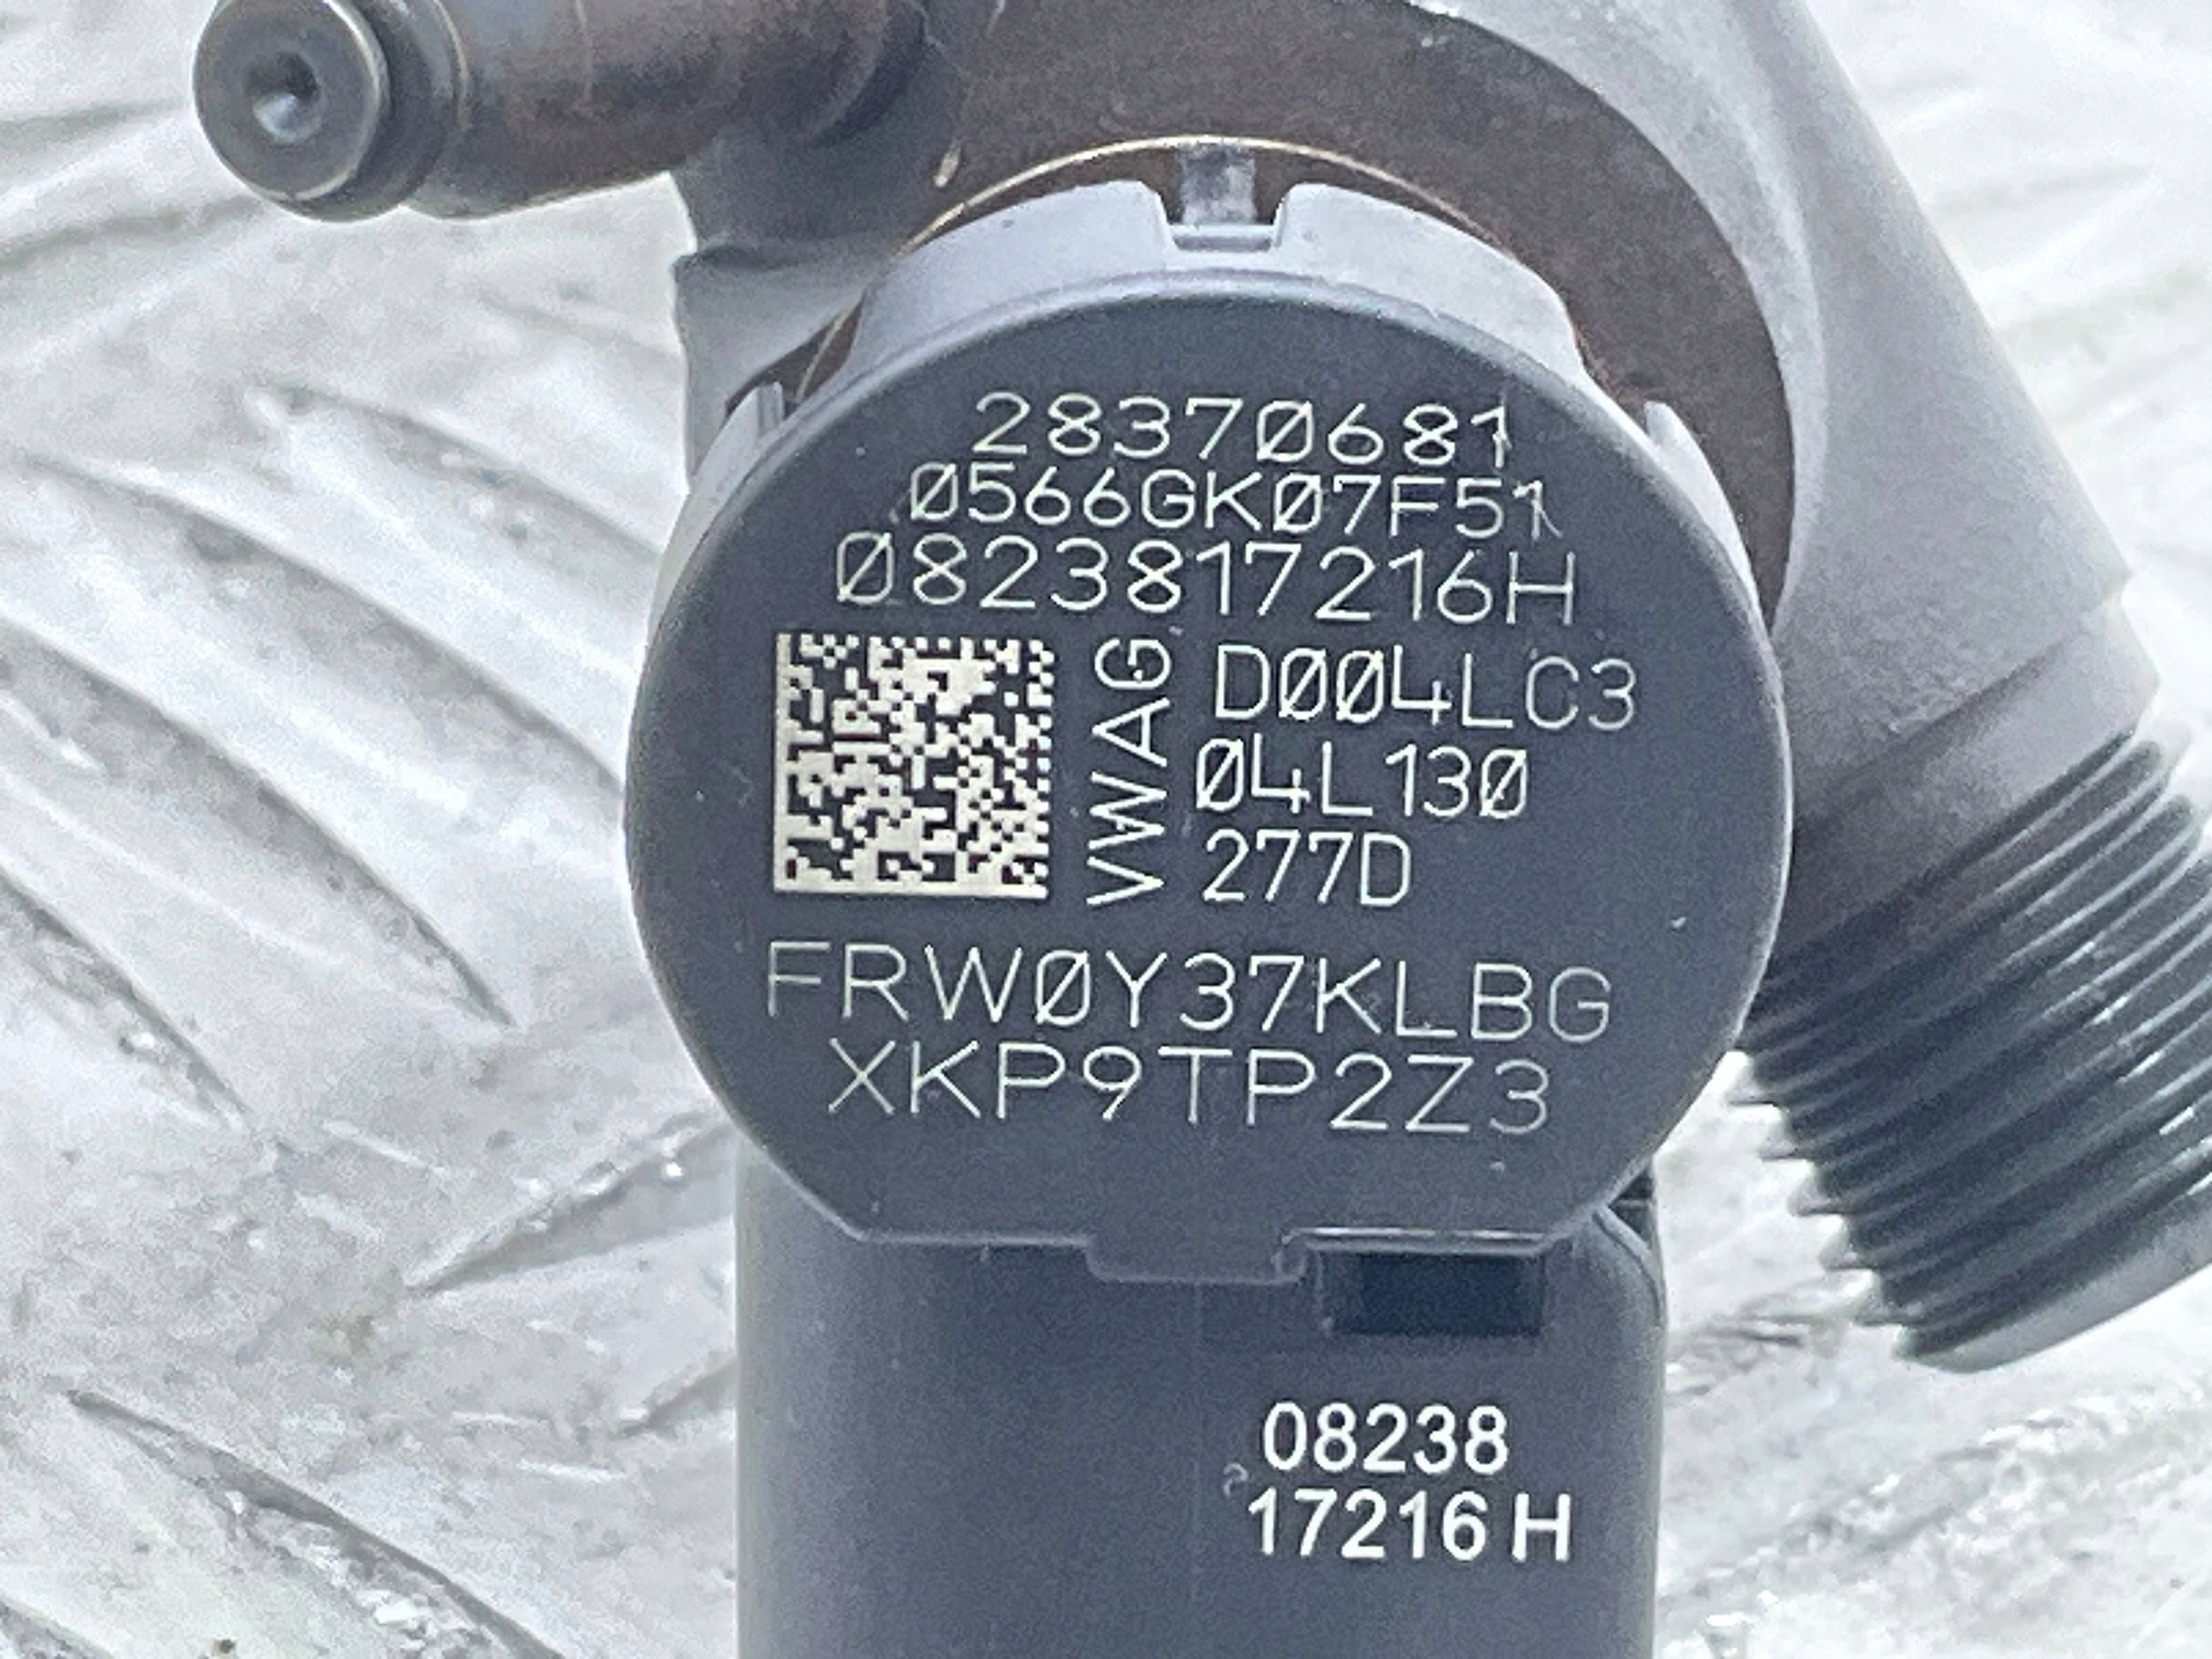 28370681
0566GK07F51
0823817216H
VWAG
D004LC3
04L130
277D
FRW0Y37KLBG
XKP9TP2Z3
08238
17216 H